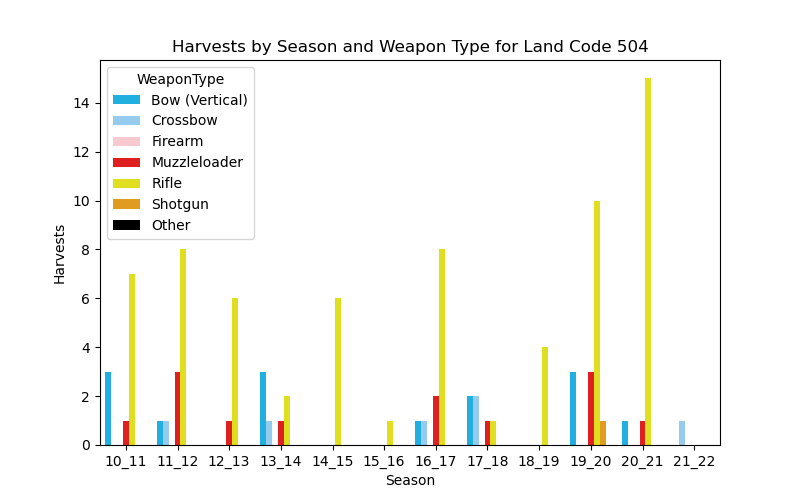 Harvests by Season and Weapon Type for Land Code 504
WeaponType
Bow (Vertical)
Crossbow
Firearm
Muzzleloader
Rifle
Shotgun
Other
14
12
10
8
6
4
2
0
Harvests
10_11 11_12 12_13 13_14 14_15 15_16 16_17 17_18 18_19 19_20 20_21 21_22
Season